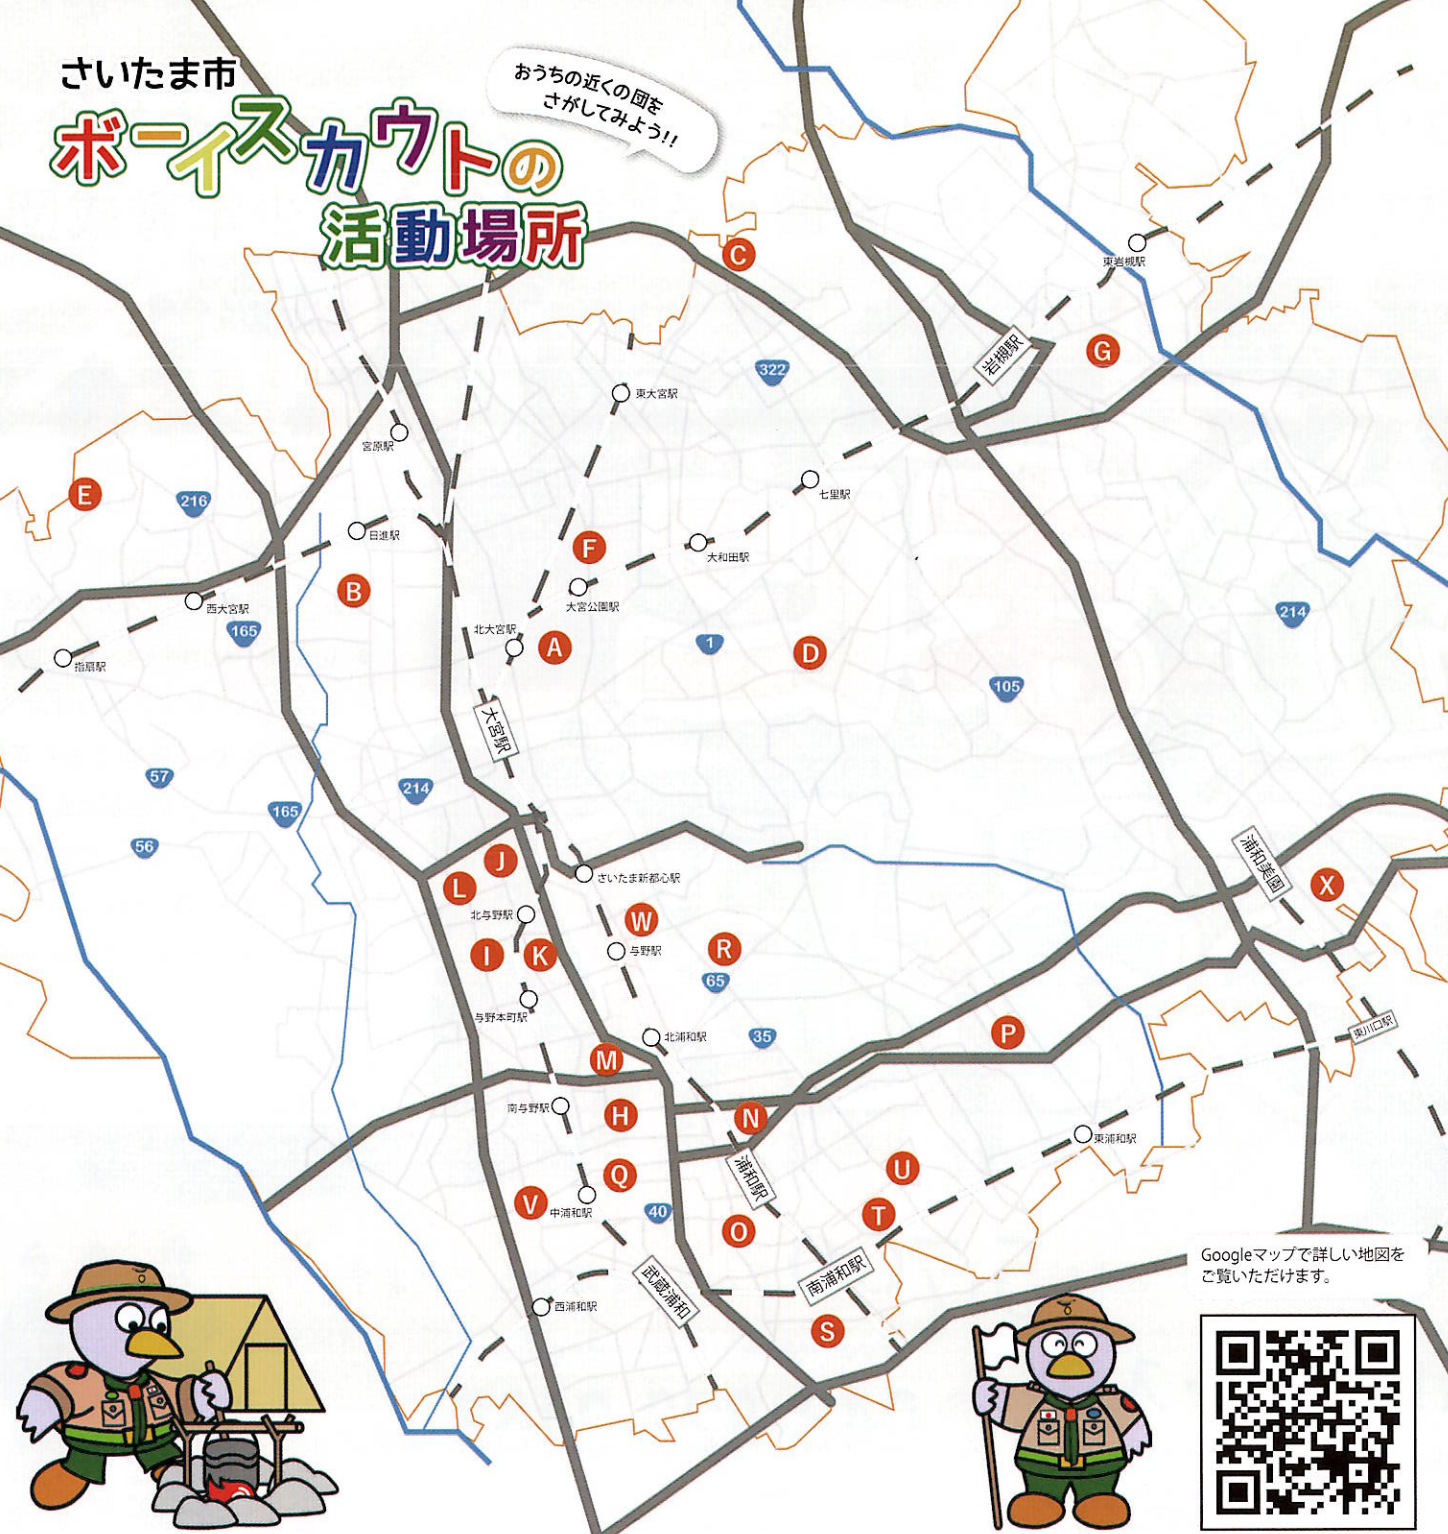 さいたま市
ボーイスカウトの
活動場所
おうちの近くの団を
さがしてみよう!!
C
東岩槻駅
岩槻駅
G
322
東大宮駅
宮原駅
E
216
七里駅
日進駅
F
大和田駅
B
大宮公園駅
西大宮駅
165
北大宮駅
A
1
D
214
指扇駅
105
大宮駅
57
214
165
56
J
L
さいたま新都心駅
浦和美園
X
北与野駅
W
与野駅
R
I
K
65
与野本町駅
北浦和駅
35
P
東川口駅
M
南与野駅
H
N
東浦和駅
浦和駅
U
Q
V
中浦和駅
40
O
T
武蔵浦和
南浦和駅
西浦和駅
S
Googleマップで詳しい地図を
ご覧いただけます。